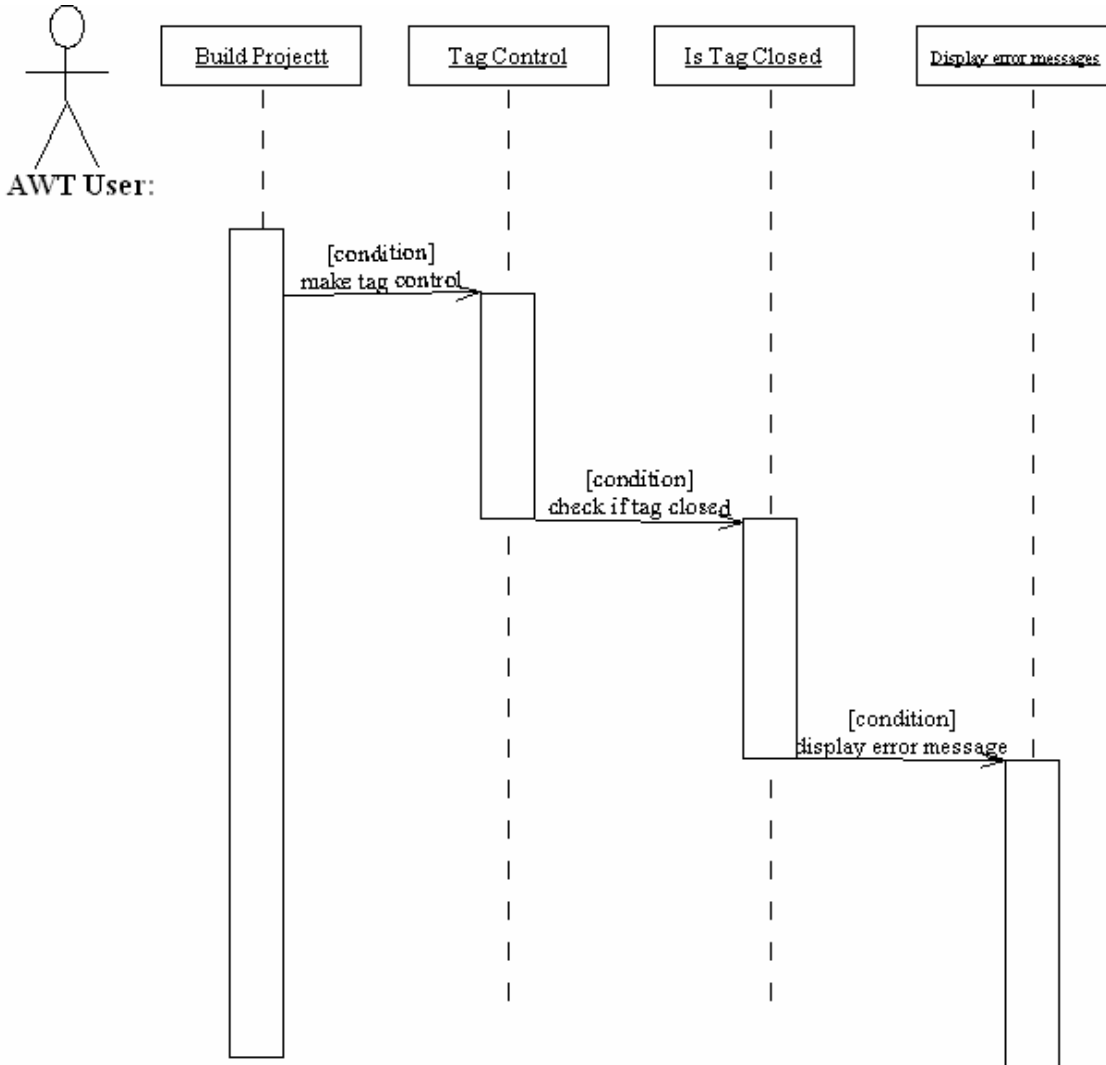 Build Projectt
Tag Control
Is Tag Closed
Display error messages
AWT User:
[condition]
make tag control
[condition]
check if tag closed
[condition]
display error message